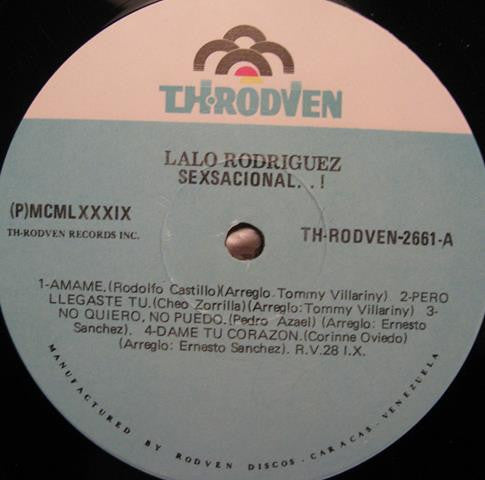 TH·RODVEN
LALO RODRIGUEZ
SEXSACIONAL. . !
(P)MCMLXXXIX
TH-RODVEN RECORDS INC.
TH-RODVEN-2661-A
1-AMAME.(Rodolfo Castillo)(Arreglo Tommy Villariny) 2-PERO
LLEGASTE TU.(Cheo Zorrilla)(Arreglo:Tommy Villariny) 3-
NO QUIERO, NO PUEDO.(Pedro Azael) (Arreglo: Ernesto
Sanchez). 4-DAME TU CORAZON.(Corinne Oviedo)
(Arreglo: Ernesto Sanchez). R.V.28 I.X.
MANUFACTURED BY RODVEN DISCOS.-CARACAS-VENEZUELA